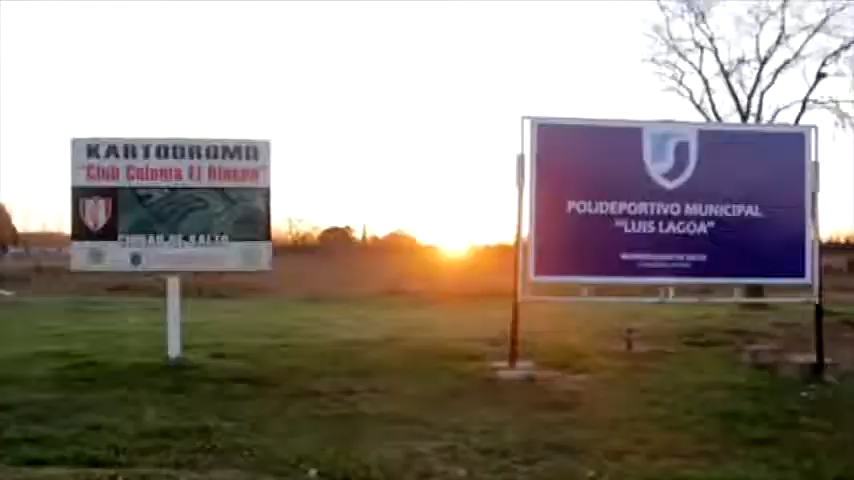 KARTODROMO
"Club Colonia El Rincon"
CIUDAD DE SALTO
POLIDEPORTIVO MUNICIPAL
"LUIS LAGOA"